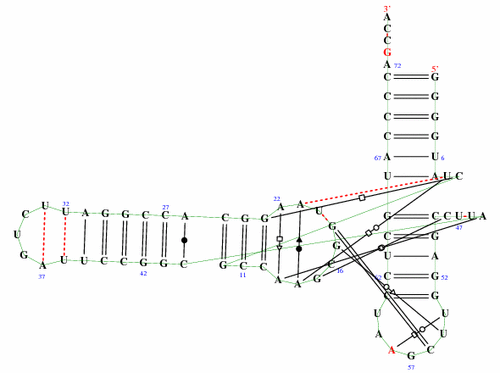 3'
A
C
C
G
A 72 5'
C G
C G
C G
C G
67 A U 6
U A U C
22 A A U
U U A G G C C A C G G
32 27
C G C C U U A
47
U G
G U G A
G C 16
C 52
A U U C C G G C G C C A A G
37 42 11
C G
U U
A U
A G C
57